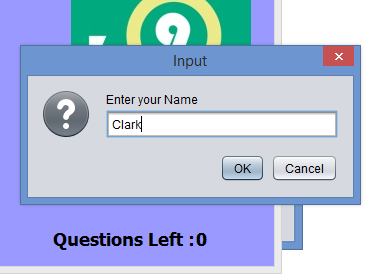 Input
Enter your Name
Clark
OK
Cancel
Questions Left :0